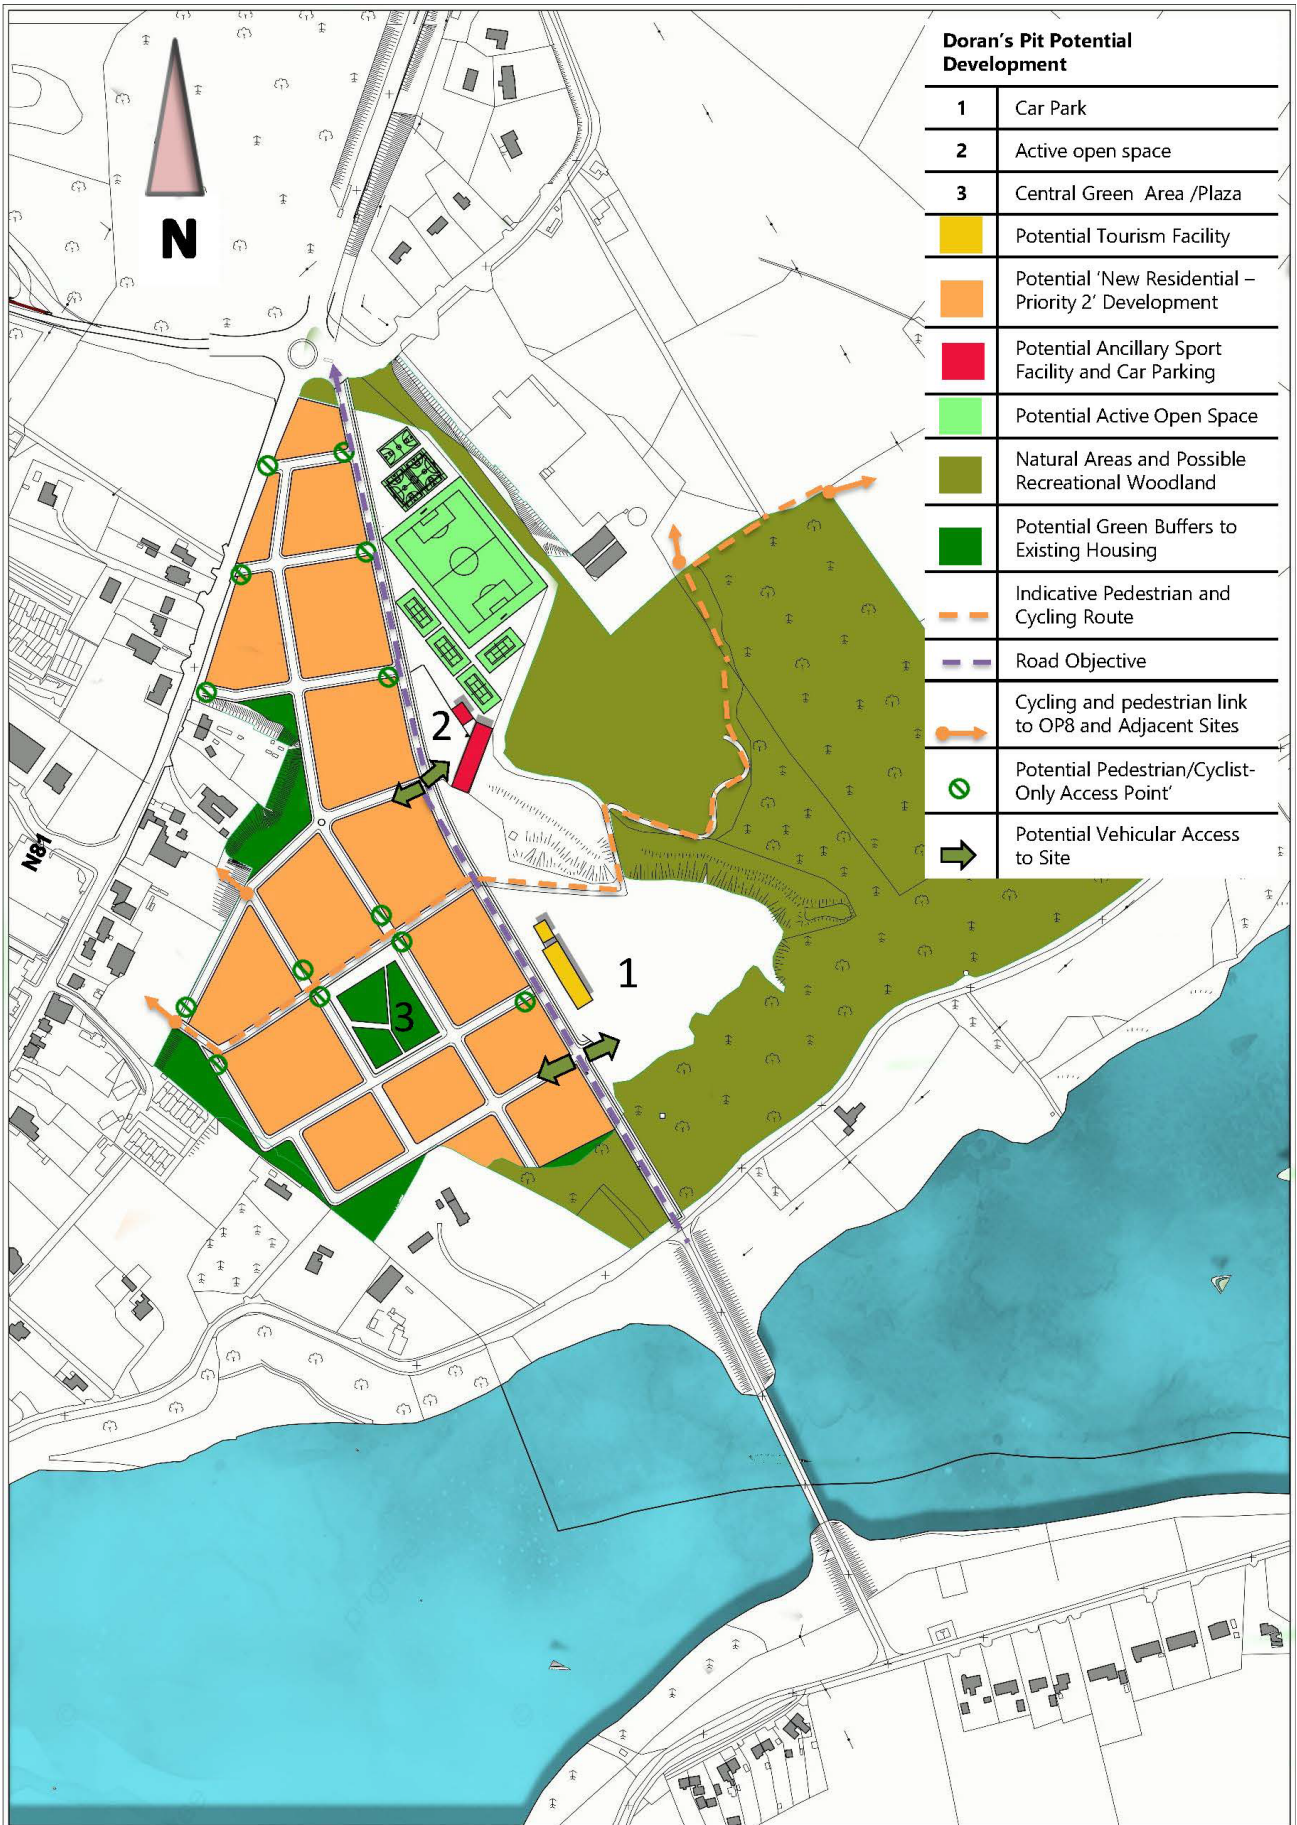 Doran's Pit Potential
Development
1 Car Park
2 Active open space
3 Central Green Area /Plaza
Potential Tourism Facility
Potential 'New Residential –
Priority 2' Development
Potential Ancillary Sport
Facility and Car Parking
Potential Active Open Space
Natural Areas and Possible
Recreational Woodland
Potential Green Buffers to
Existing Housing
Indicative Pedestrian and
Cycling Route
Road Objective
Cycling and pedestrian link
to OP8 and Adjacent Sites
Potential Pedestrian/Cyclist-
Only Access Point'
Potential Vehicular Access
to Site
N
2
N81
1
3